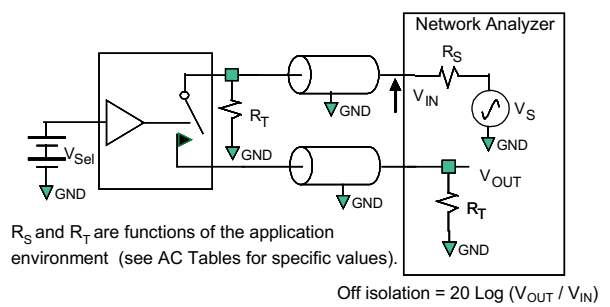 Network Analyzer
RS
VIN
VS
GND
RT
GND
GND
VSel
GND
GND
VOUT
RT
GND
RS and RT are functions of the application
environment (see AC Tables for specific values).
Off isolation = 20 Log (VOUT / VIN)